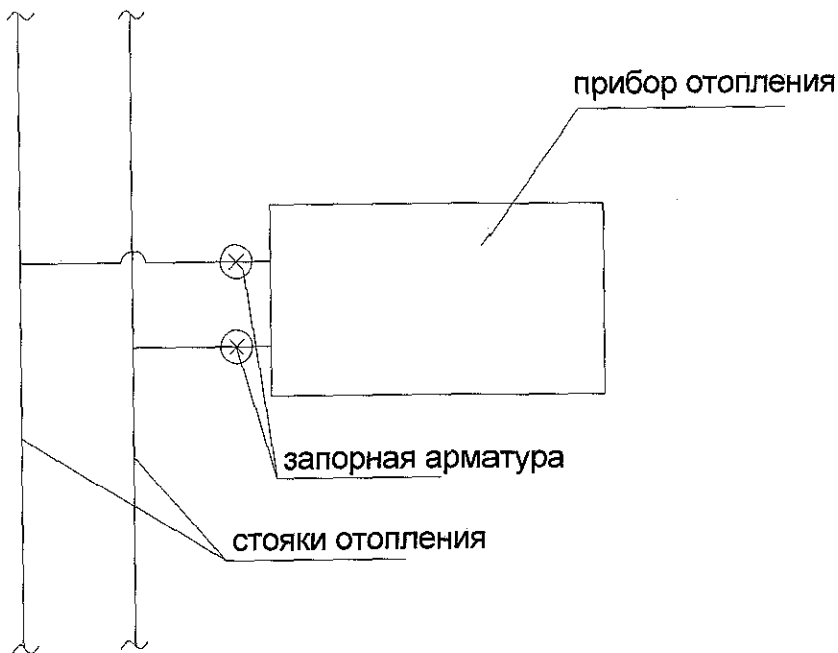 прибор отопления
запорная арматура
стояки отопления